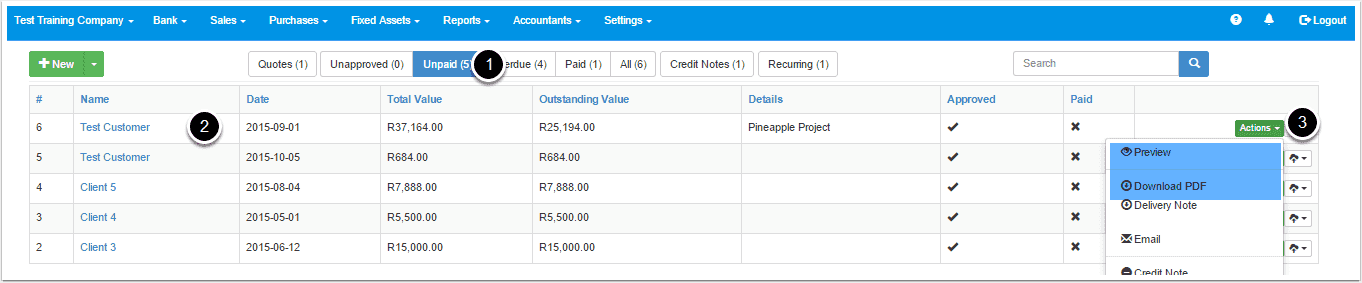 Test Training Company Bank Sales Purchases Fixed Assets Reports Accountants Settings Logout
New Quotes (1) Unapproved (0) Unpaid (5) 1 erdue (4) Paid (1) All (6) Credit Notes (1) Recurring (1) Search
# Name Date Total Value Outstanding Value Details Approved Paid
6 Test Customer 2 2015-09-01 R37,164.00 R25,194.00 Pineapple Project Actions 3
5 Test Customer 2015-10-05 R684.00 R684.00 Preview
4 Client 5 2015-08-04 R7,888.00 R7,888.00 Download PDF
Delivery Note
3 Client 4 2015-05-01 R5,500.00 R5,500.00
2 Client 3 2015-06-12 R15,000.00 R15,000.00 Email
Credit Note